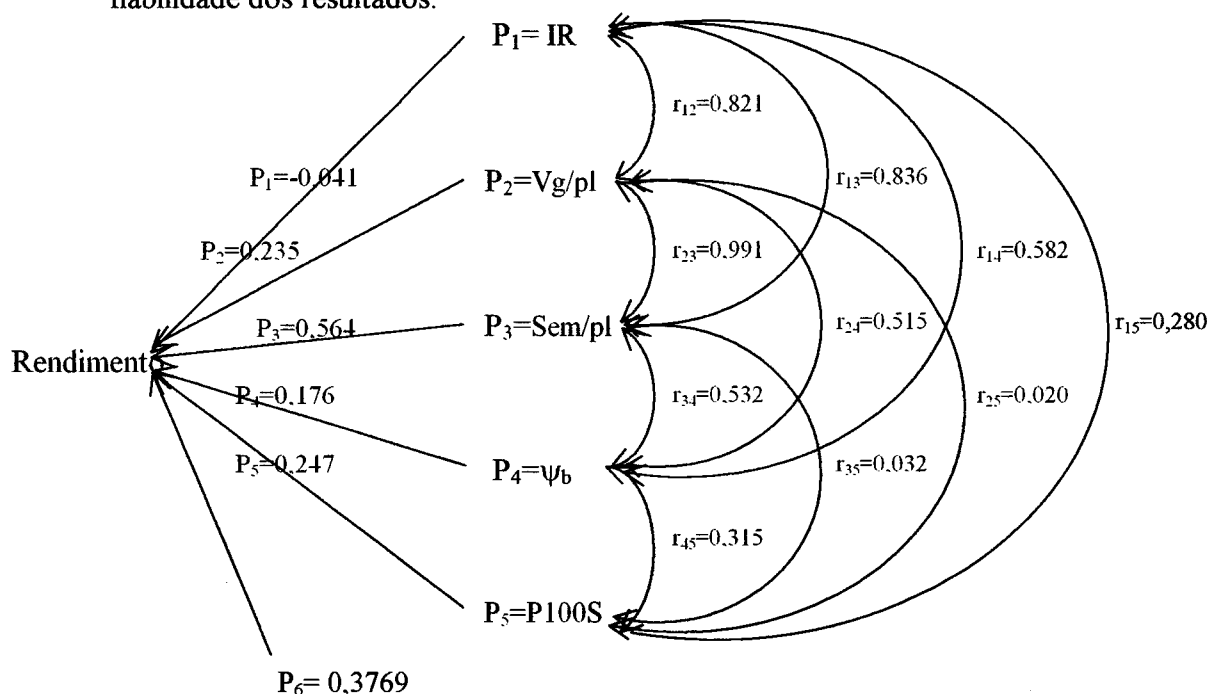 fiabilidade dos resultados.
P₁= IR
r₁₂=0,821
P₁=-0,041
P₂=Vg/pl
r₁₃=0,836
P₂=0,235
r₂₃=0,991
r₁₄=0,582
P₃=0,564
P₃=Sem/pl
r₂₄=0,515
r₁₅=0,280
Rendiment
P₄=0,176
r₃₄=0,532
r₂₅=0,020
P₅=0,247
P₄=ψb
r₃₅=0,032
r₄₅=0,315
P₅=P100S
P₆= 0,3769